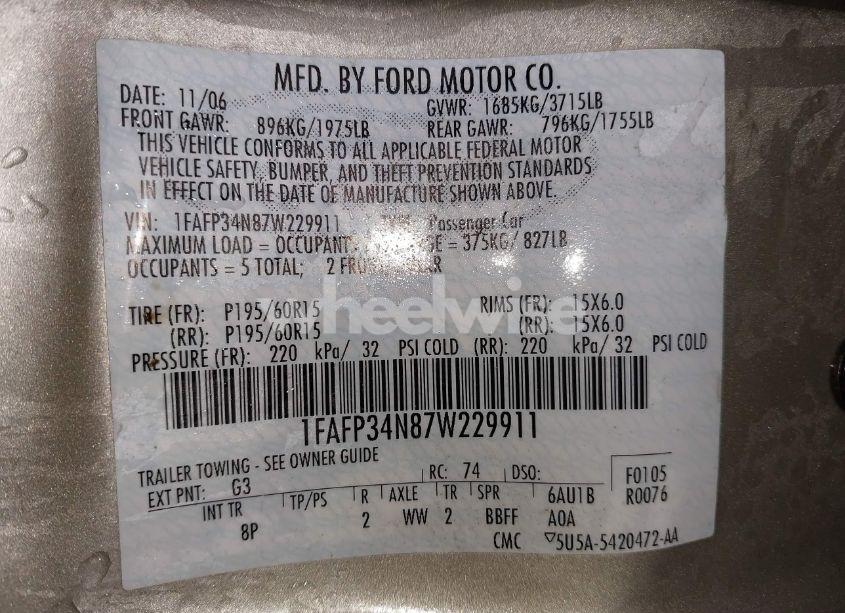 MFD. BY FORD MOTOR CO.
DATE: 11/06 GVWR: 1685KG/3715LB
FRONT GAWR: 896KG/1975LB REAR GAWR: 796KG/1755LB
THIS VEHICLE CONFORMS TO ALL APPLICABLE FEDERAL MOTOR
VEHICLE SAFETY, BUMPER, AND THEFT PREVENTION STANDARDS
IN EFFECT ON THE DATE OF MANUFACTURE SHOWN ABOVE.
VIN: 1FAFP34N87W229911 Passenger Car
MAXIMUM LOAD = OCCUPANT = 375KG/ 827LB
OCCUPANTS = 5 TOTAL; 2
TIRE (FR): P195/60R15 RIMS (FR): 15X6.0
(RR): P195/60R15 (RR): 15X6.0
heelwise
PRESSURE (FR): 220 kPa/ 32 PSI COLD (RR): 220 kPa/ 32 PSI COLD
1FAFP34N87W229911
TRAILER TOWING - SEE OWNER GUIDE RC: 74 DSO: F0105
EXT PNT: G3 R0076
INT TR TP/PS R AXLE TR SPR 6AU1B
8P 2 WW 2 BBFF AOA
CMC ▽5U5A-5420472-AA